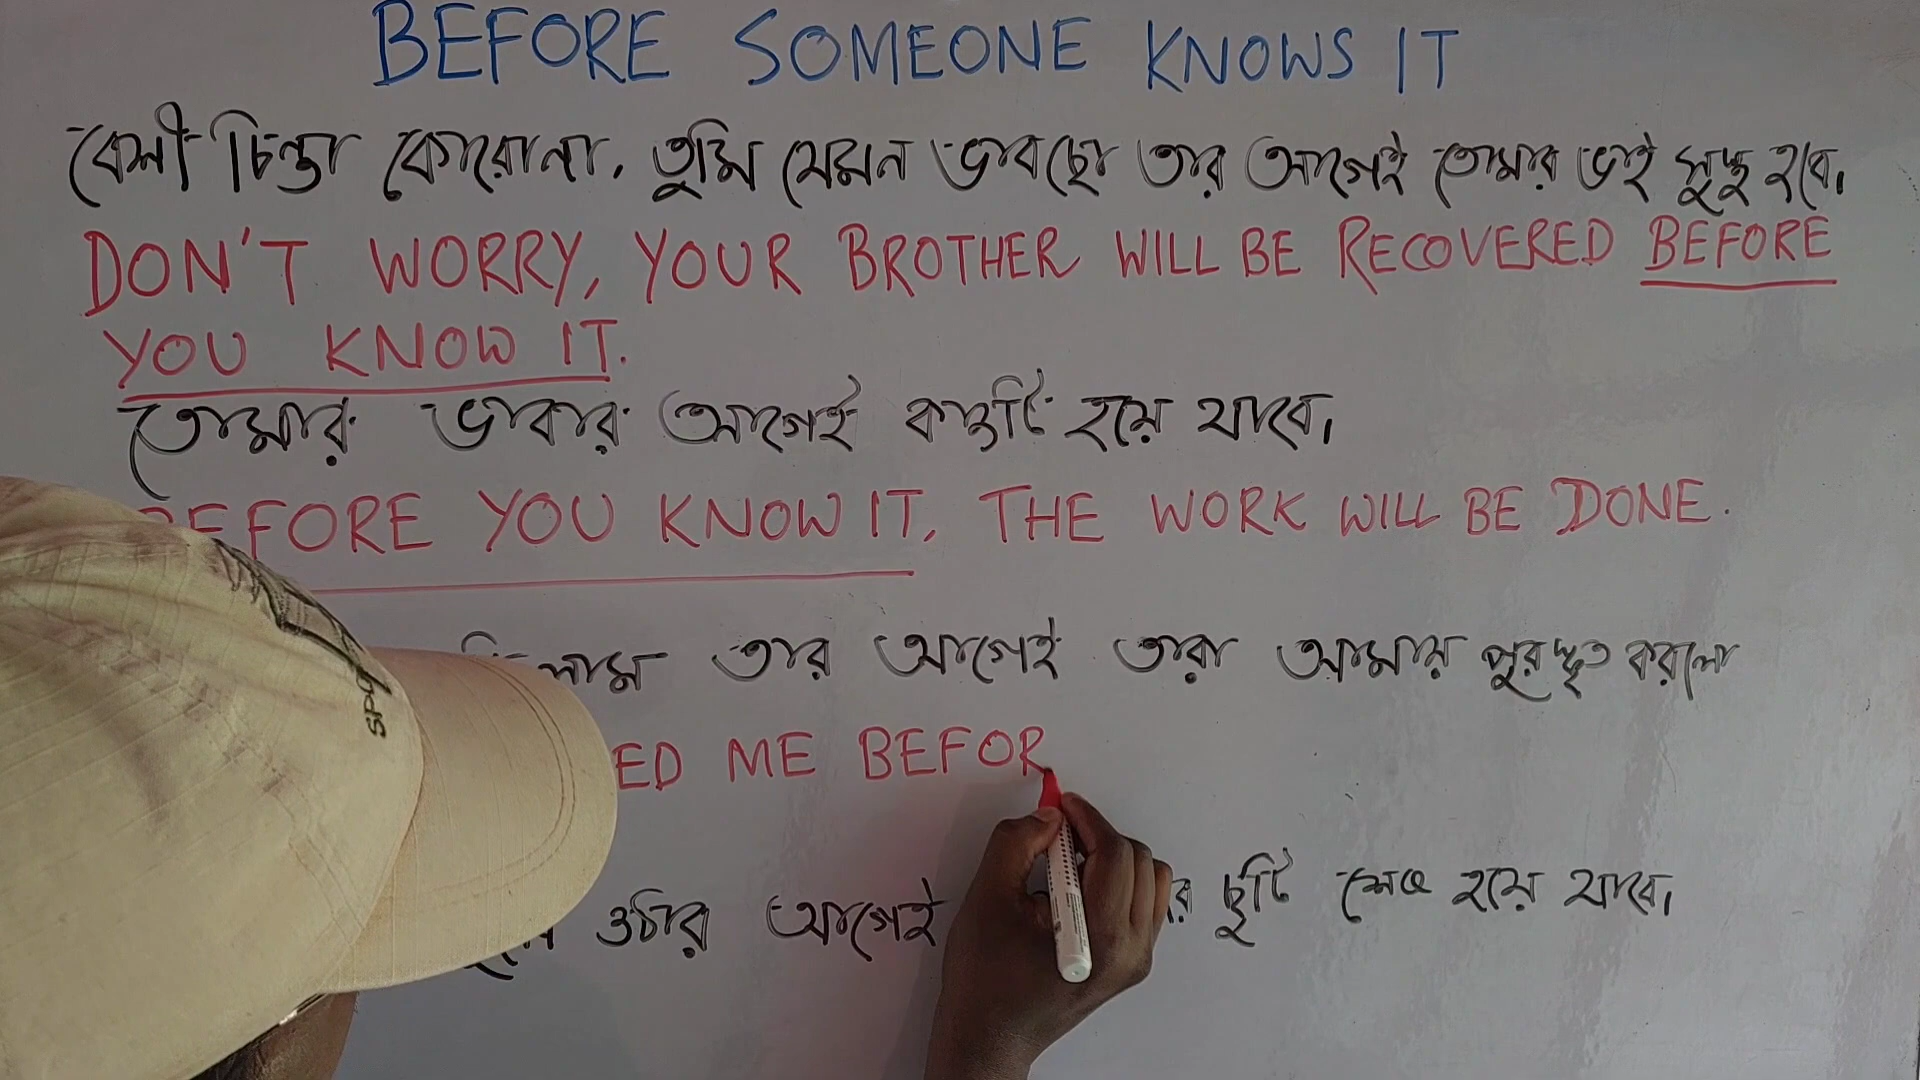 BEFORE SOMEONE KNOWS IT
বেশী চিন্তা কোরোনা, তুমি যেমন ভাবছো তার আগেই তোমার ভাই সুস্থ হবে।
DON'T WORRY, YOUR BROTHER WILL BE RECOVERED BEFORE
YOU KNOW IT.
তোমার ভাবার আগেই কাজটি হয়ে যাবে।
BEFORE YOU KNOW IT, THE WORK WILL BE DONE.
তার আগেই তারা আমায় পুরস্কৃত করলো
ED ME BEFOR
ওঠার আগেই ছুটি শেষ হয়ে যাবে।